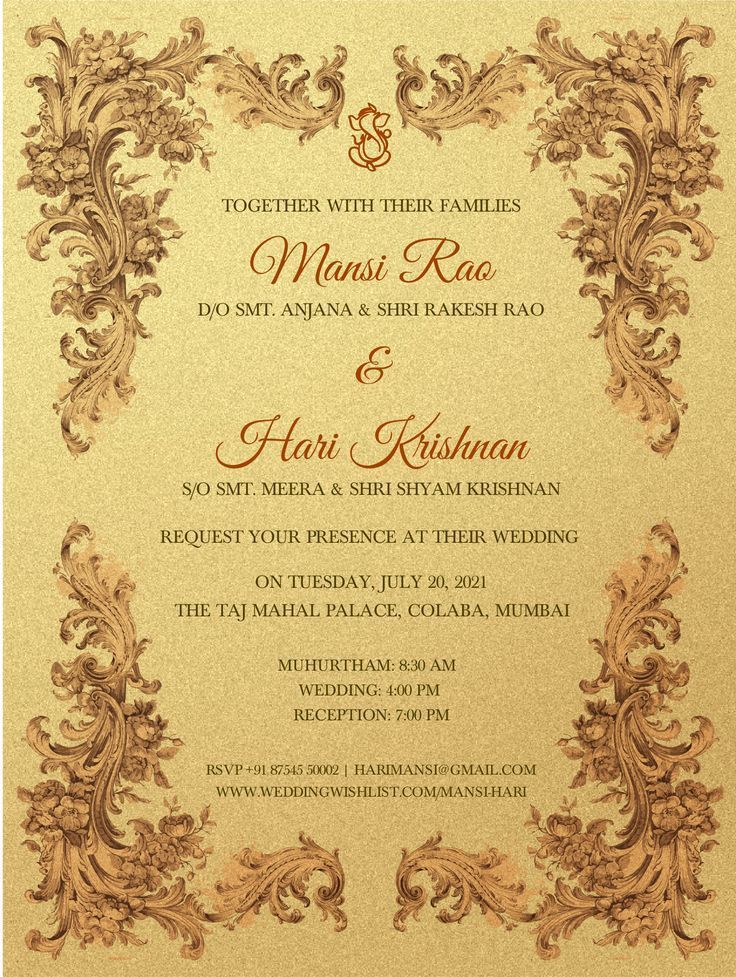 TOGETHER WITH THEIR FAMILIES
Mansi Rao
D/O SMT. ANJANA & SHRI RAKESH RAO
&
Hari Krishnan
S/O SMT. MEERA & SHRI SHYAM KRISHNAN
REQUEST YOUR PRESENCE AT THEIR WEDDING
ON TUESDAY, JULY 20, 2021
THE TAJ MAHAL PALACE, COLABA, MUMBAI
MUHURTHAM: 8:30 AM
WEDDING: 4:00 PM
RECEPTION: 7:00 PM
RSVP +91 87545 50002 | HARIMANSI@GMAIL.COM
WWW.WEDDINGWISHLIST.COM/MANSI-HARI